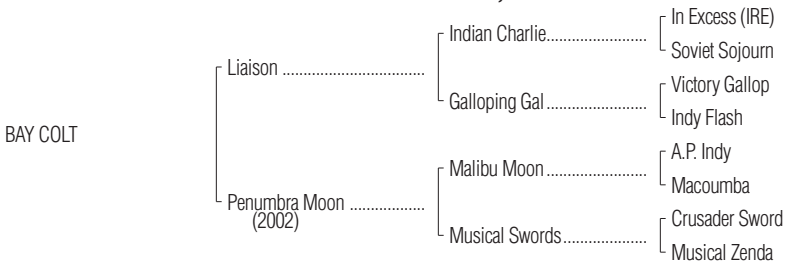 In Excess (IRE)
Indian Charlie........................
Soviet Sojourn
Liaison ..................................
Victory Gallop
Galloping Gal........................
Indy Flash
BAY COLT
A.P. Indy
Malibu Moon........................
Macoumba
Penumbra Moon ..................
(2002)
Crusader Sword
Musical Swords....................
Musical Zenda